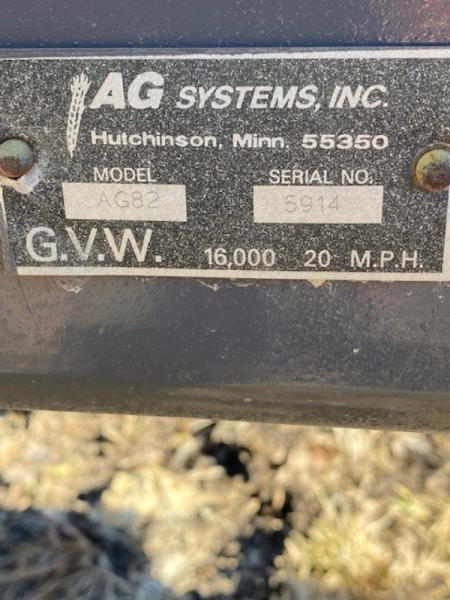 AG SYSTEMS, INC.
Hutchinson, Minn. 55350
MODEL SERIAL NO.
AG82 5914
G.V.W. 16,000 20 M.P.H.